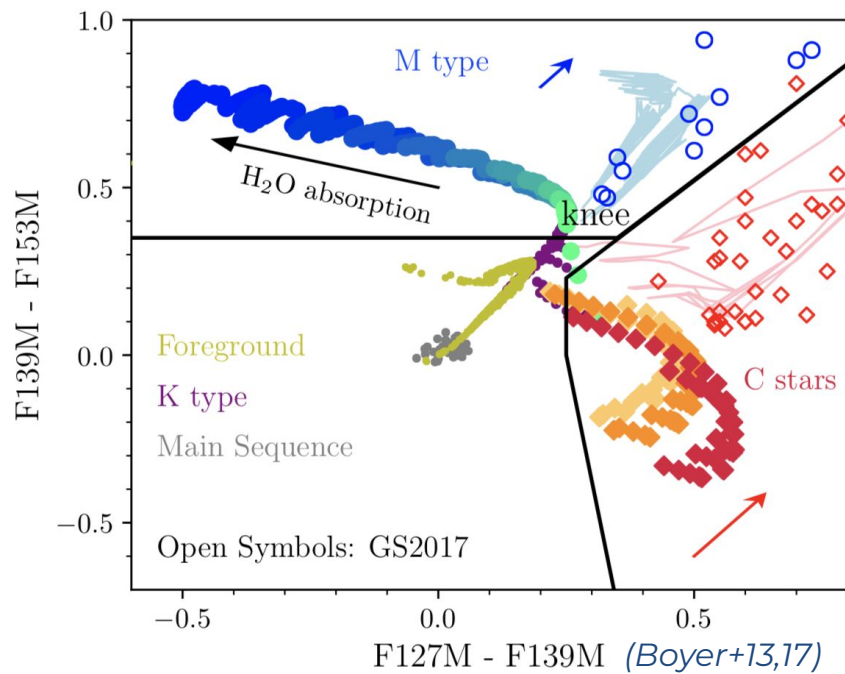 1.0
M type
0.5
H₂O absorption
knee
F139M - F153M
0.0
Foreground
K type
C stars
Main Sequence
−0.5
Open Symbols: GS2017
−0.5
0.0
0.5
F127M - F139M (Boyer+13,17)